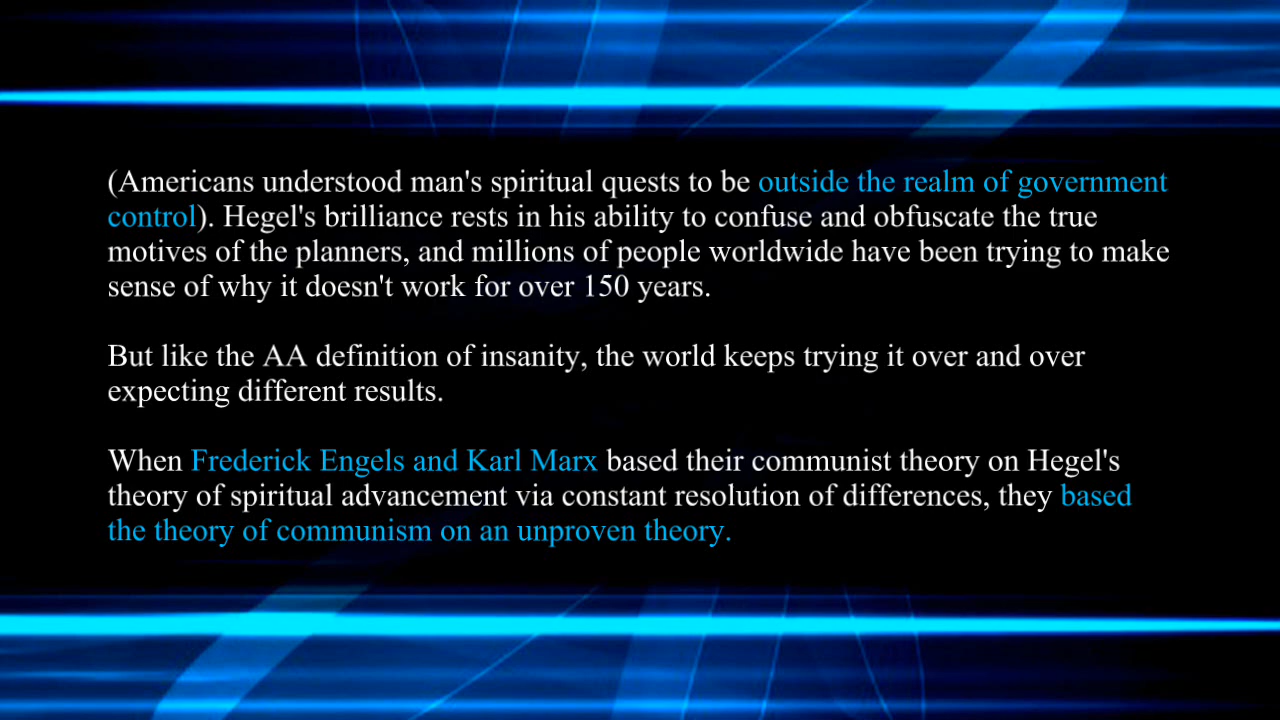 (Americans understood man's spiritual quests to be outside the realm of government
control). Hegel's brilliance rests in his ability to confuse and obfuscate the true
motives of the planners, and millions of people worldwide have been trying to make
sense of why it doesn't work for over 150 years.
But like the AA definition of insanity, the world keeps trying it over and over
expecting different results.
When Frederick Engels and Karl Marx based their communist theory on Hegel's
theory of spiritual advancement via constant resolution of differences, they based
the theory of communism on an unproven theory.